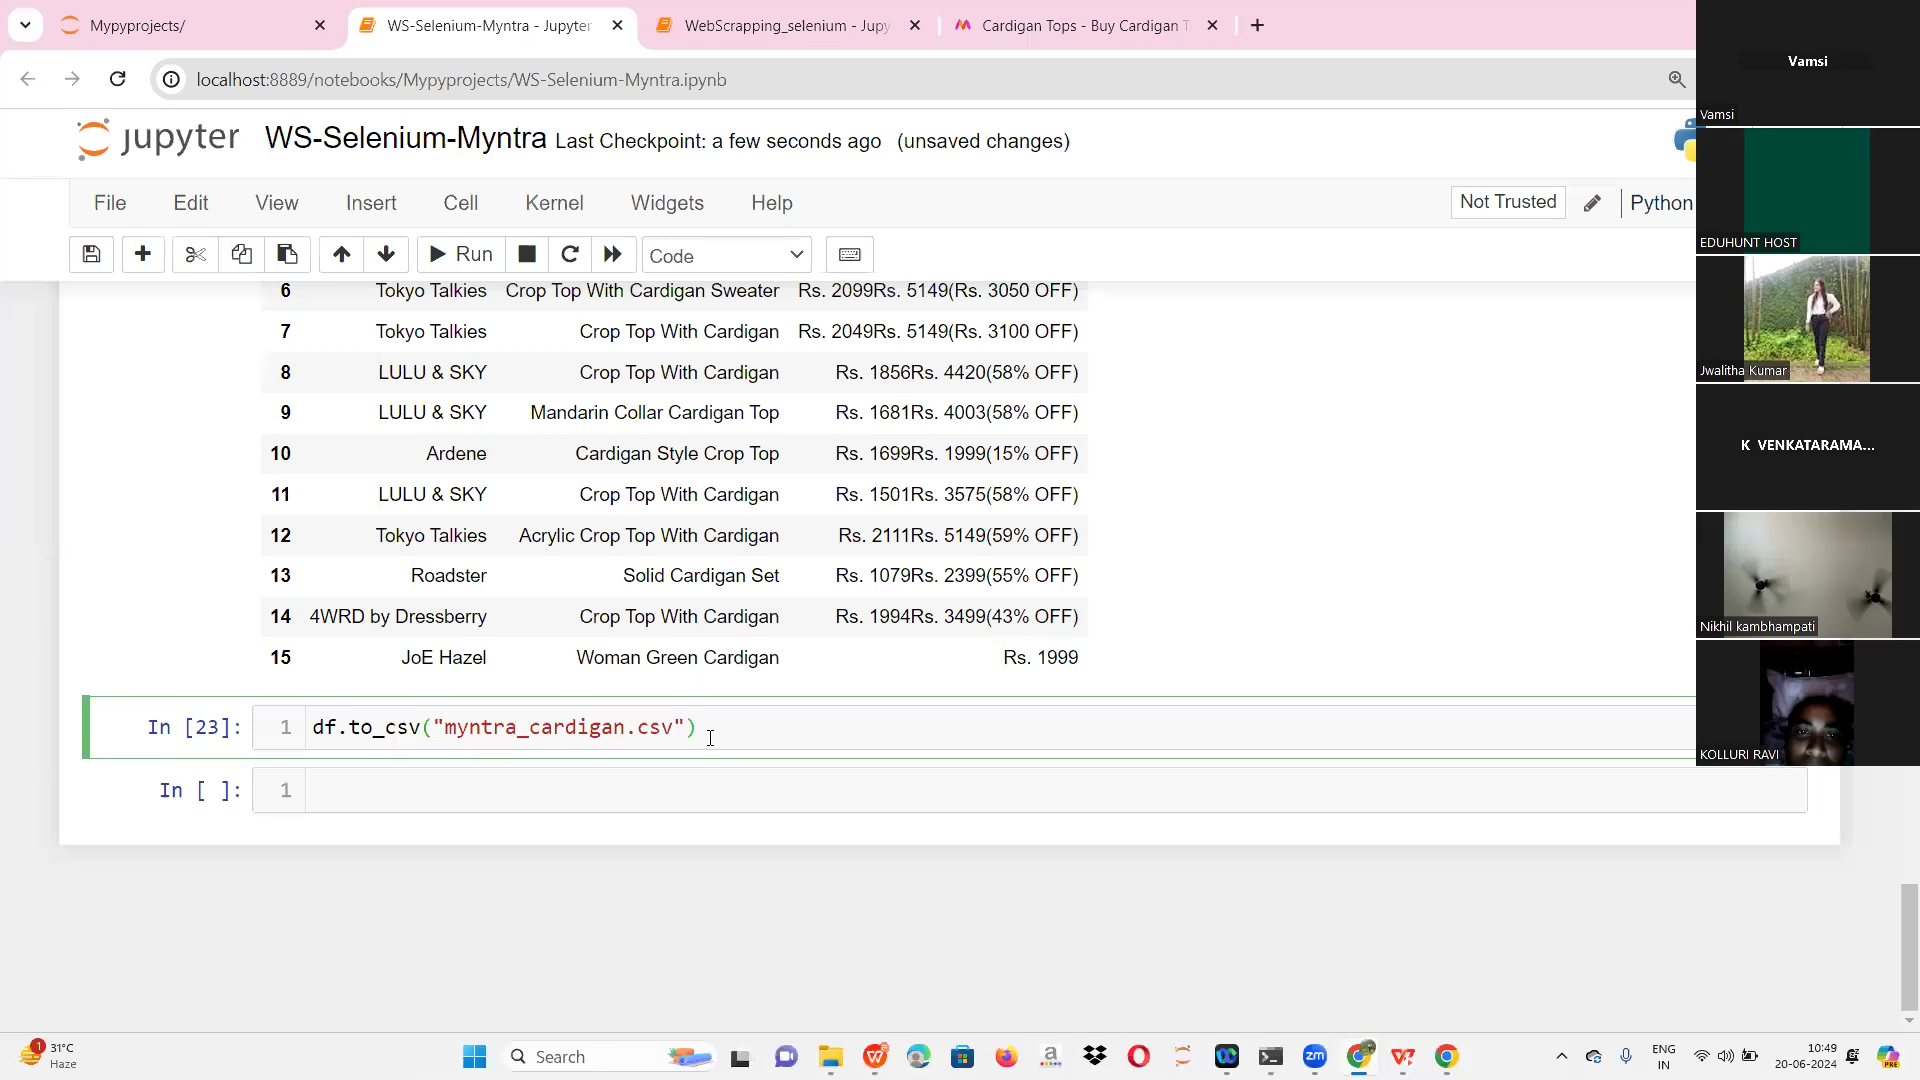 Mypyprojects/
WS-Selenium-Myntra - Jupyter
WebScrapping_selenium - Jupy
Cardigan Tops - Buy Cardigan T
localhost:8889/notebooks/Mypyprojects/WS-Selenium-Myntra.ipynb
jupyter WS-Selenium-Myntra Last Checkpoint: a few seconds ago (unsaved changes)
File Edit View Insert Cell Kernel Widgets Help Not Trusted Python
Run Code
6 Tokyo Talkies Crop Top With Cardigan Sweater Rs. 2099Rs. 5149(Rs. 3050 OFF)
7 Tokyo Talkies Crop Top With Cardigan Rs. 2049Rs. 5149(Rs. 3100 OFF)
8 LULU & SKY Crop Top With Cardigan Rs. 1856Rs. 4420(58% OFF)
9 LULU & SKY Mandarin Collar Cardigan Top Rs. 1681Rs. 4003(58% OFF)
10 Ardene Cardigan Style Crop Top Rs. 1699Rs. 1999(15% OFF)
11 LULU & SKY Crop Top With Cardigan Rs. 1501Rs. 3575(58% OFF)
12 Tokyo Talkies Acrylic Crop Top With Cardigan Rs. 2111Rs. 5149(59% OFF)
13 Roadster Solid Cardigan Set Rs. 1079Rs. 2399(55% OFF)
14 4WRD by Dressberry Crop Top With Cardigan Rs. 1994Rs. 3499(43% OFF)
15 JoE Hazel Woman Green Cardigan Rs. 1999
In [23]: 1 df.to_csv("myntra_cardigan.csv")
In [ ]: 1
Vamsi
Vamsi
EDUHUNT HOST
Jwalitha Kumar
K VENKATARAMA...
Nikhil kambhampati
KOLLURI RAVI
1
31°C
Haze
Search
zm
ENG
IN
10:49
20-06-2024
PRE